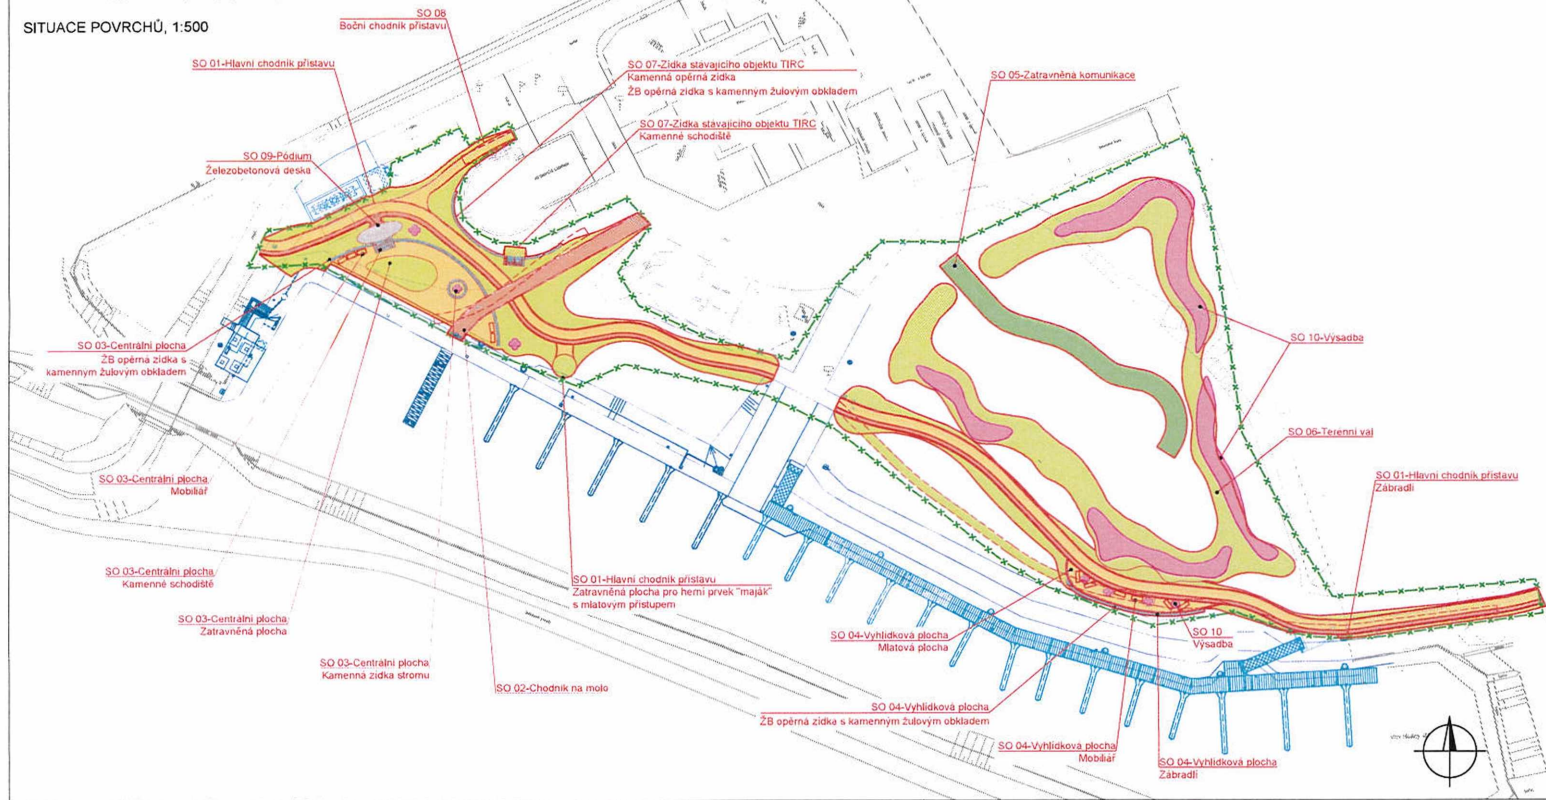 SITUACE POVRCHŮ, 1:500
SO 08
Boční chodník přístavu
SO 01-Hlavní chodník přístavu
SO 07-Zídka stávajícího objektu TIRC
Kamenná opěrná zídka
ŽB opěrná zídka s kamenným žulovým obkladem
SO 05-Zatravněná komunikace
SO 07-Zídka stávajícího objektu TIRC
Kamenné schodiště
SO 09-Pódium
Železobetonová deska
SO 03-Centrální plocha
ŽB opěrná zídka s
kamenným žulovým obkladem
SO 10-Výsadba
SO 06-Terenní val
SO 03-Centrální plocha
Mobiliář
SO 01-Hlavní chodník přístavu
Zábradlí
SO 03-Centrální plocha
Kamenné schodiště
SO 01-Hlavní chodník přístavu
Zatravněná plocha pro herní prvek "maják"
s mlatovým přístupem
SO 03-Centrální plocha
Zatravněná plocha
SO 04-Vyhlídková plocha
Mlatová plocha
SO 10
Výsadba
SO 03-Centrální plocha
Kamenná zídka stromu
SO 02-Chodník na molo
SO 04-Vyhlídková plocha
ŽB opěrná zídka s kamenným žulovým obkladem
SO 04-Vyhlídková plocha
Mobiliář
SO 04-Vyhlídková plocha
Zábradlí